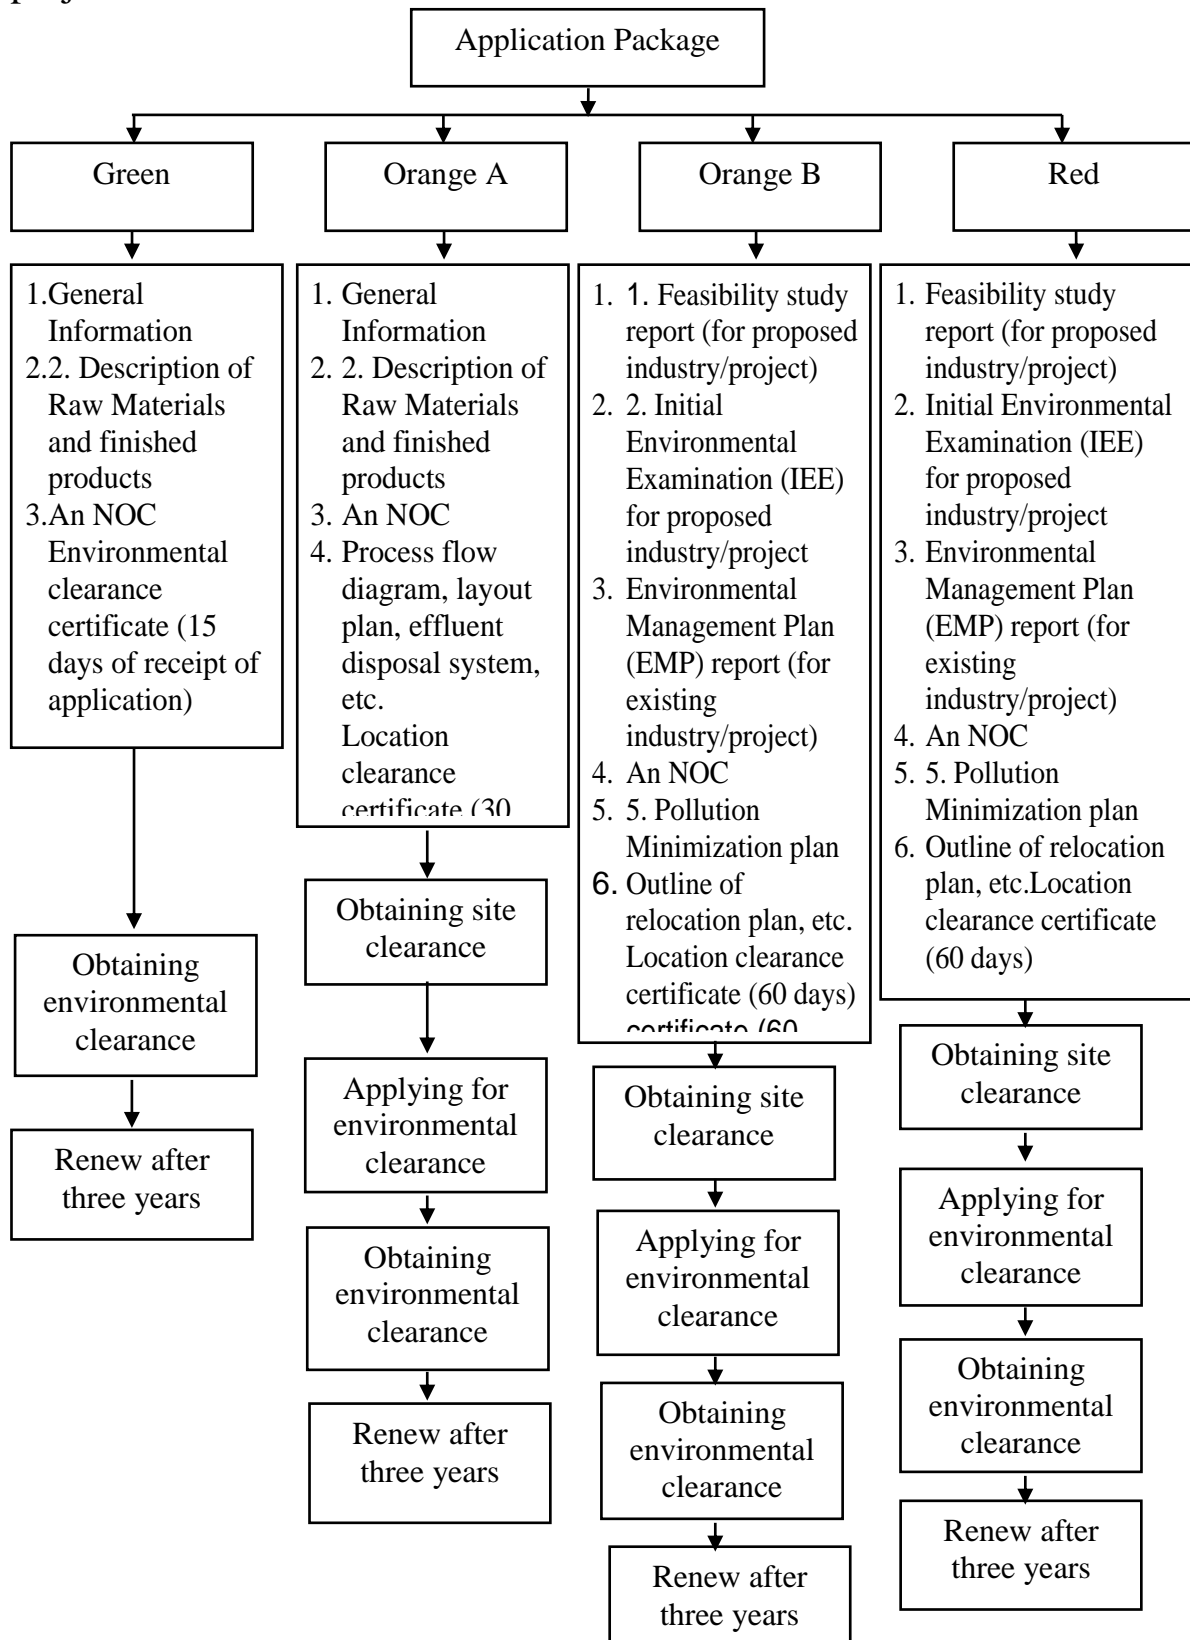 Application Package
Green
Orange A
Orange B
Red
1.General
Information
2.2. Description of
Raw Materials
and finished
products
3.An NOC
Environmental
clearance
certificate (15
days of receipt of
application)
1. General
Information
2. 2. Description of
Raw Materials
and finished
products
3. An NOC
4. Process flow
diagram, layout
plan, effluent
disposal system,
etc.
Location
clearance
certificate (30
1. 1. Feasibility study
report (for proposed
industry/project)
2. 2. Initial
Environmental
Examination (IEE)
for proposed
industry/project
3. Environmental
Management Plan
(EMP) report (for
existing
industry/project)
4. An NOC
5. 5. Pollution
Minimization plan
6. Outline of
relocation plan, etc.
Location clearance
certificate (60 days)
certificate (60
1. Feasibility study
report (for proposed
industry/project)
2. Initial Environmental
Examination (IEE)
for proposed
industry/project
3. Environmental
Management Plan
(EMP) report (for
existing
industry/project)
4. An NOC
5. 5. Pollution
Minimization plan
6. Outline of relocation
plan, etc.Location
clearance certificate
(60 days)
Obtaining
environmental
clearance
Renew after
three years
Obtaining site
clearance
Applying for
environmental
clearance
Obtaining
environmental
clearance
Renew after
three years
Obtaining site
clearance
Applying for
environmental
clearance
Obtaining
environmental
clearance
Renew after
three years
Obtaining site
clearance
Applying for
environmental
clearance
Obtaining
environmental
clearance
Renew after
three years